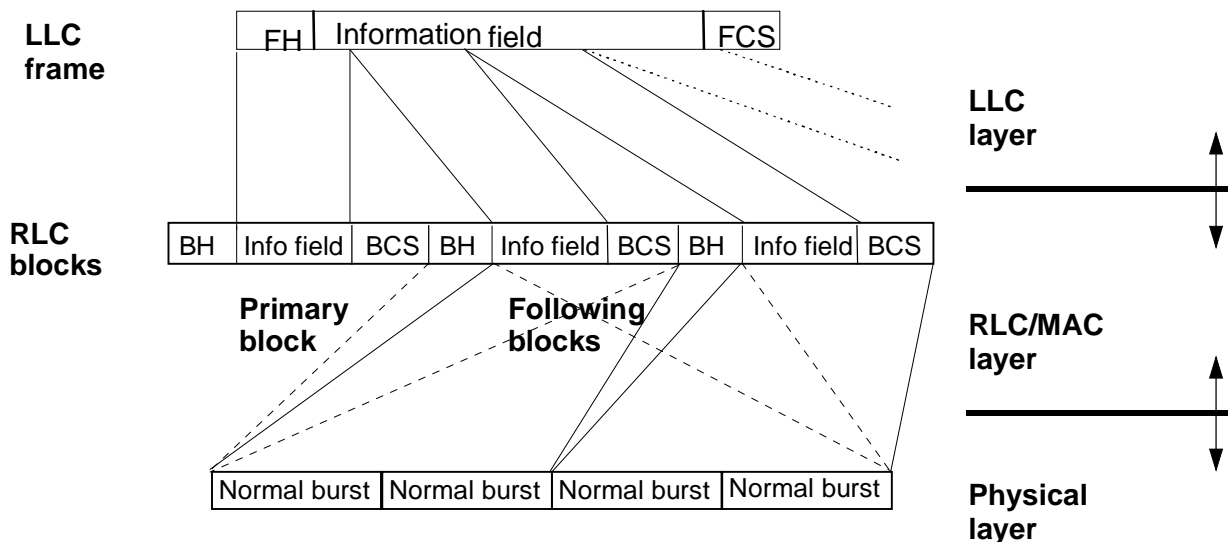 LLC
frame
FH
Information field
FCS
LLC
layer
RLC
blocks
BH
Info field
BCS
BH
Info field
BCS
BH
Info field
BCS
Primary
block
Following
blocks
RLC/MAC
layer
Normal burst
Normal burst
Normal burst
Normal burst
Physical
layer